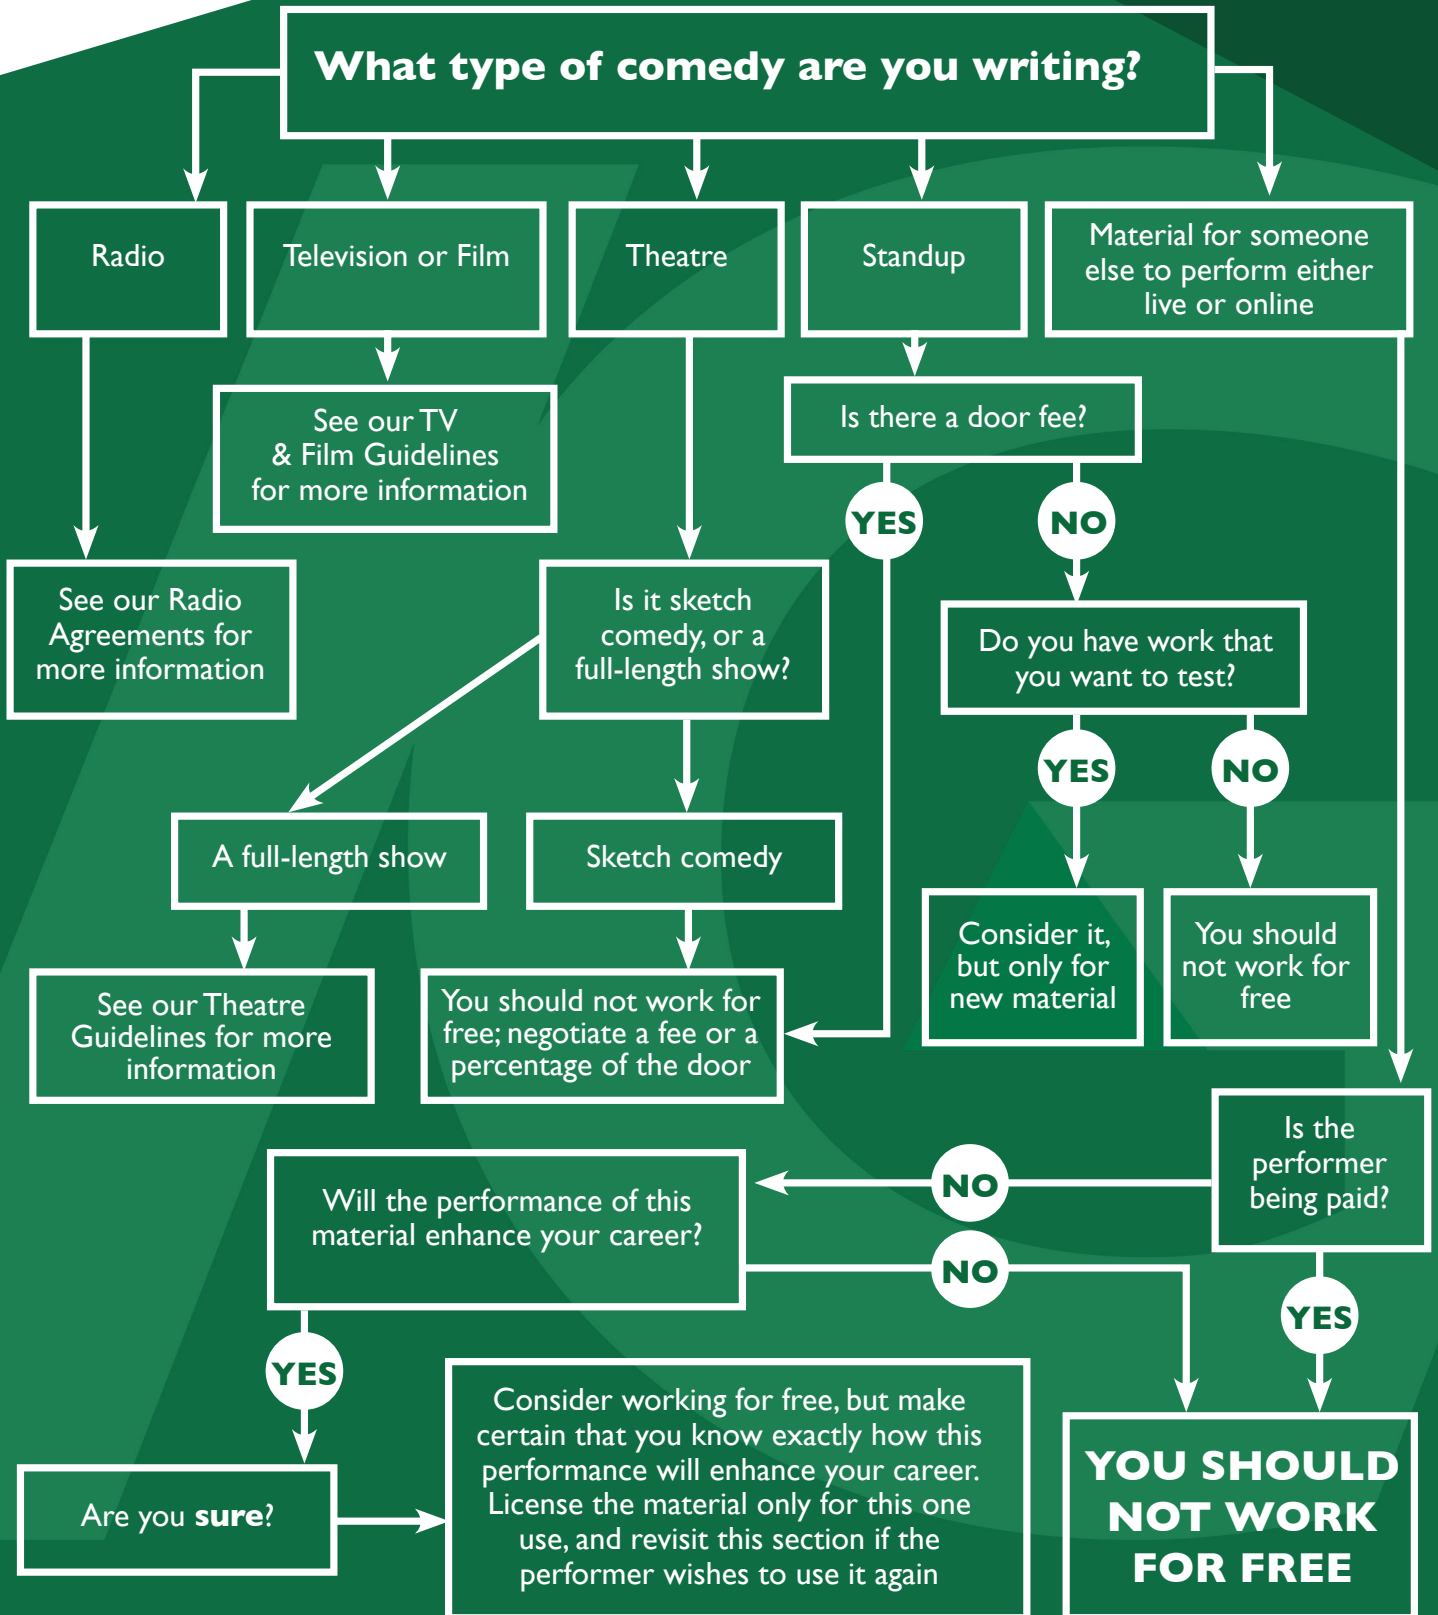 What type of comedy are you writing?
Radio
Television or Film
Theatre
Standup
Material for someone
else to perform either
live or online
See our TV
& Film Guidelines
for more information
Is there a door fee?
YES
NO
See our Radio
Agreements for
more information
Is it sketch
comedy, or a
full-length show?
Do you have work that
you want to test?
YES
NO
A full-length show
Sketch comedy
Consider it,
but only for
new material
You should
not work for
free
See our Theatre
Guidelines for more
information
You should not work for
free; negotiate a fee or a
percentage of the door
Is the
performer
being paid?
NO
Will the performance of this
material enhance your career?
NO
YES
YES
Are you sure?
Consider working for free, but make
certain that you know exactly how this
performance will enhance your career.
License the material only for this one
use, and revisit this section if the
performer wishes to use it again
YOU SHOULD
NOT WORK
FOR FREE